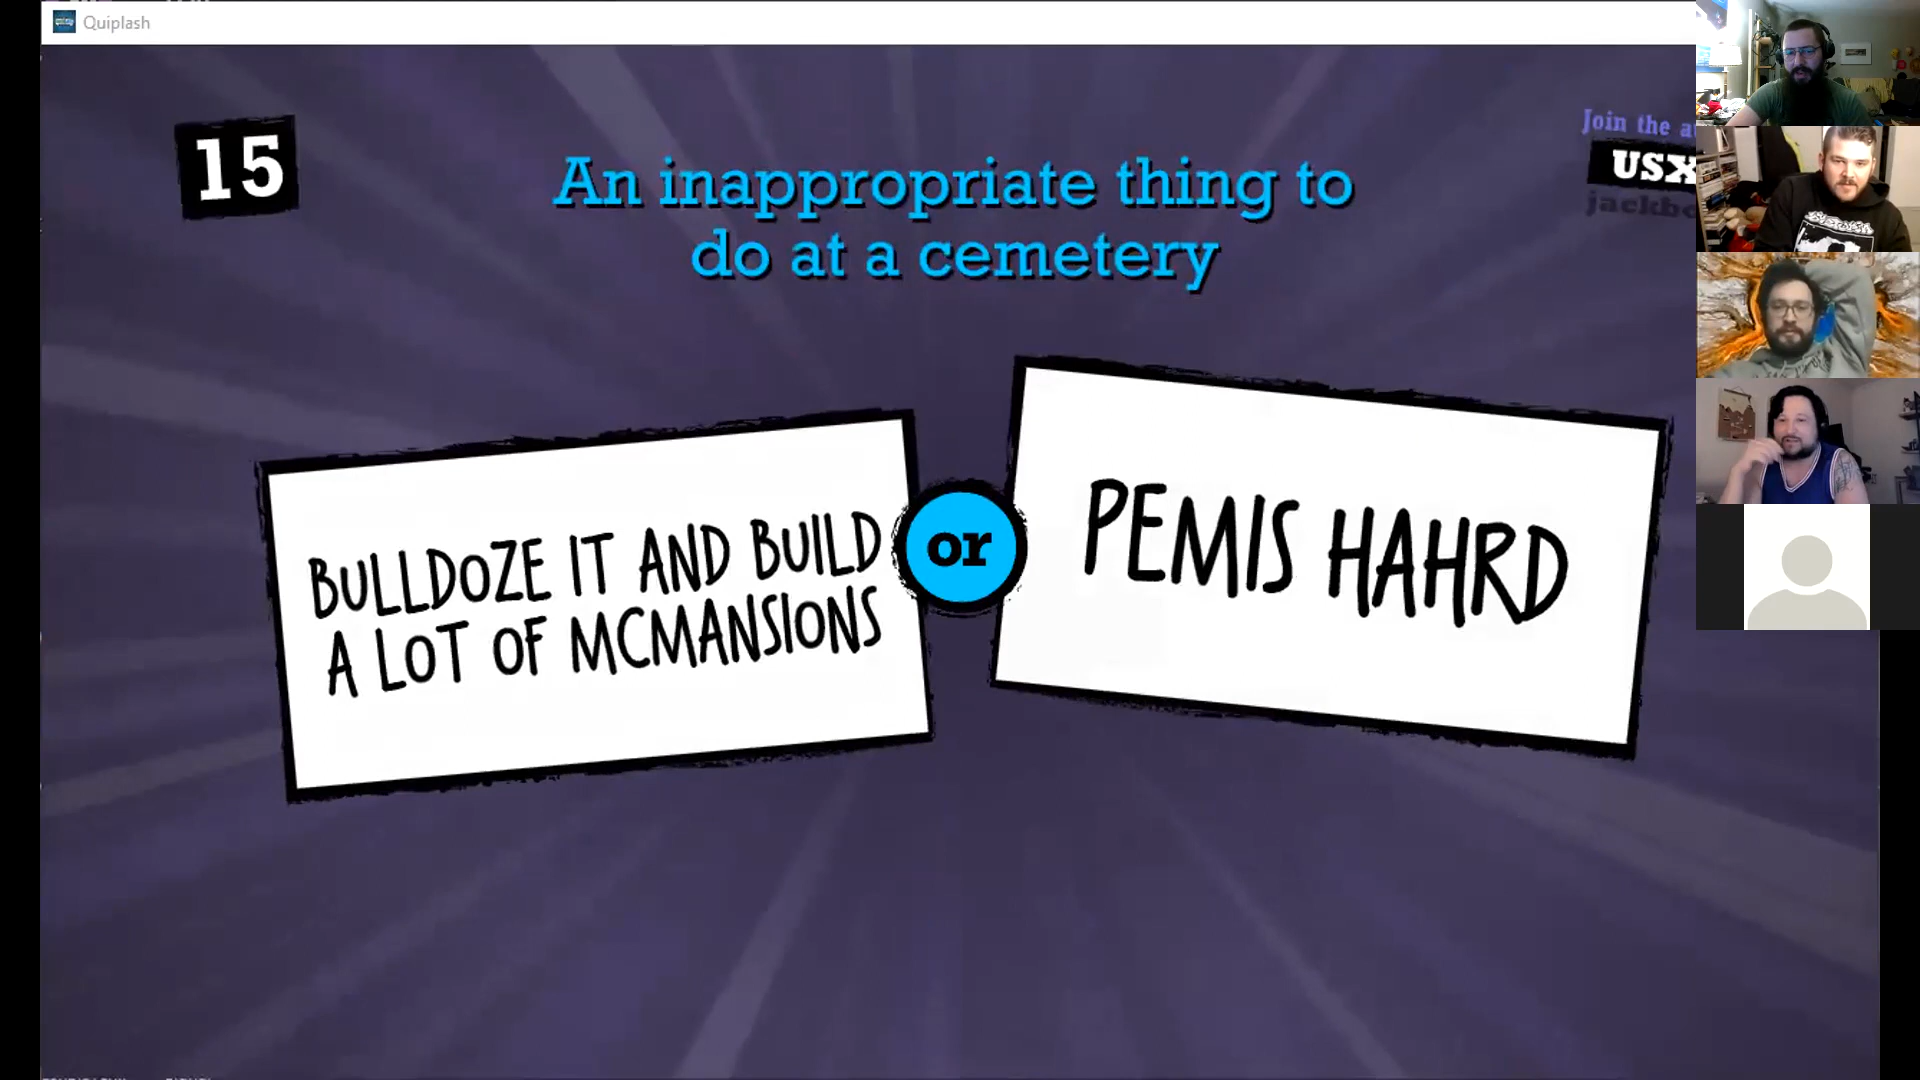 Quiplash
15
An inappropriate thing to
do at a cemetery
Join the
USX
BULLDOZE IT AND BUILD
A LOT OF MCMANSIONS
or
PEMIS HAHRD